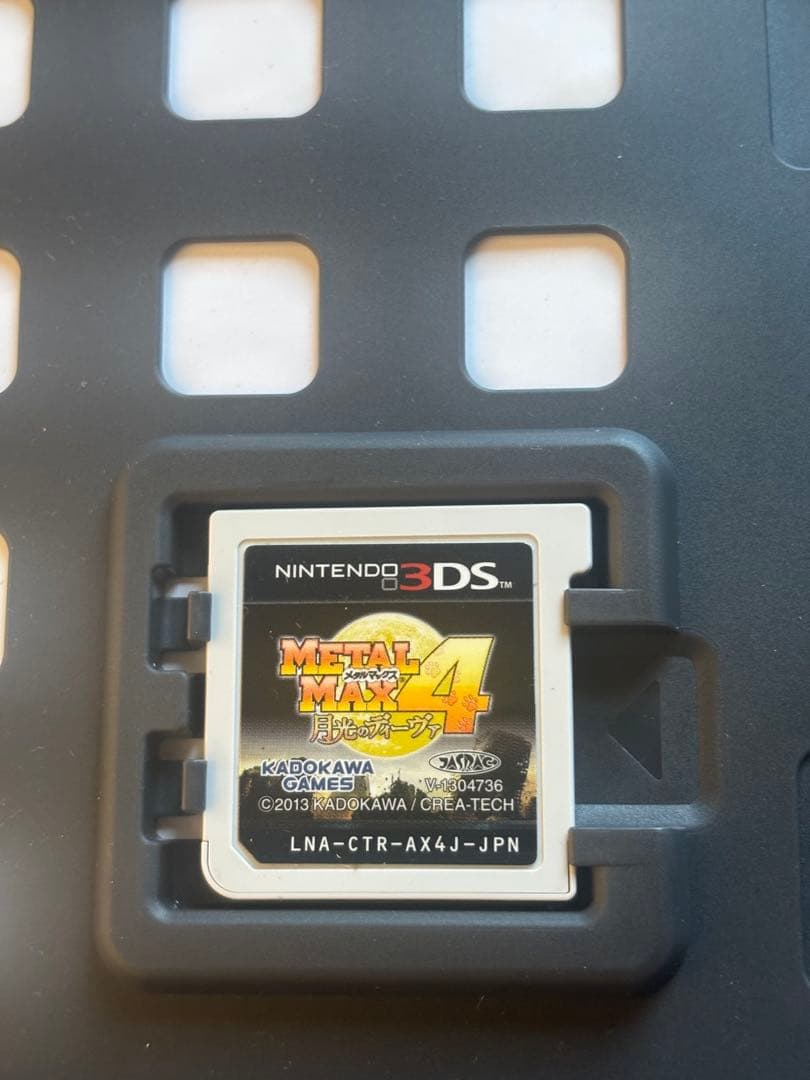 NINTENDO 3DS™
METAL
メタルマックス
MAX 4
月光のディーヴァ
KADOKAWA
GAMES
JASRAC
V-1304736
©2013 KADOKAWA / CREA-TECH
LNA-CTR-AX4J-JPN